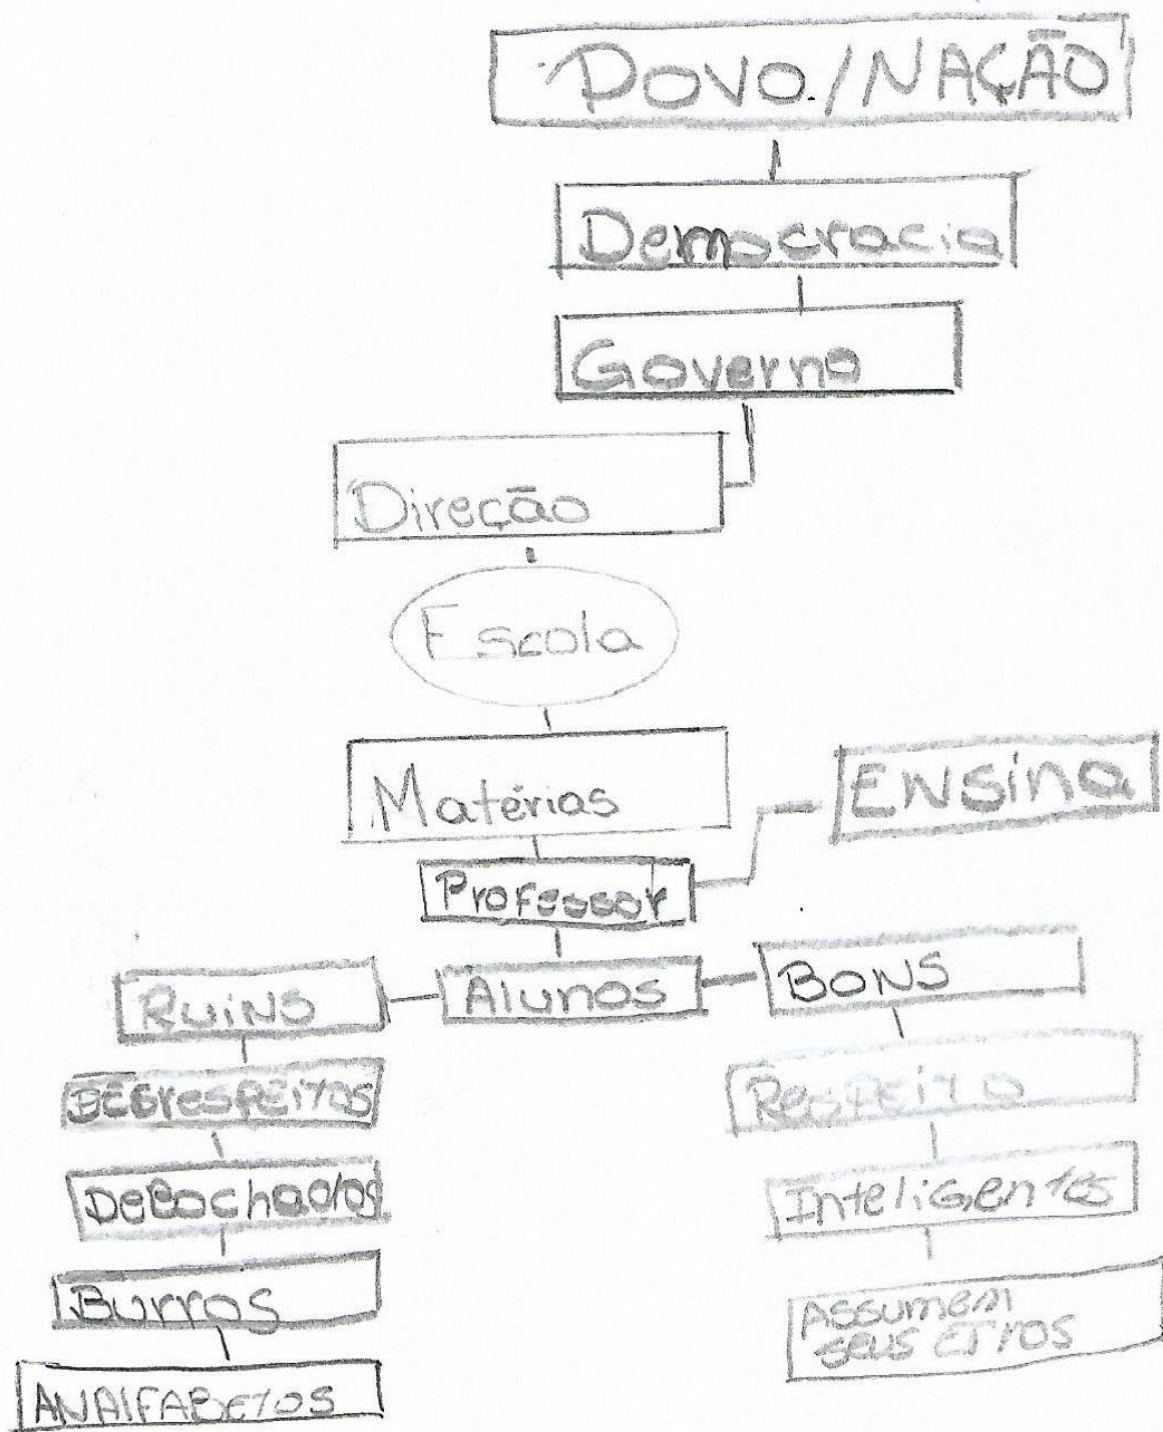 POVO./NAÇÃO
Democracia
Governo
Direção
Escola
Matérias
ENSina
Professor
Ruins
Alunos
BONS
DESresPEITOS
Respeito
Debochados
Inteligentes
Burros
Assumem
seus Erros
ANAlFABETOS